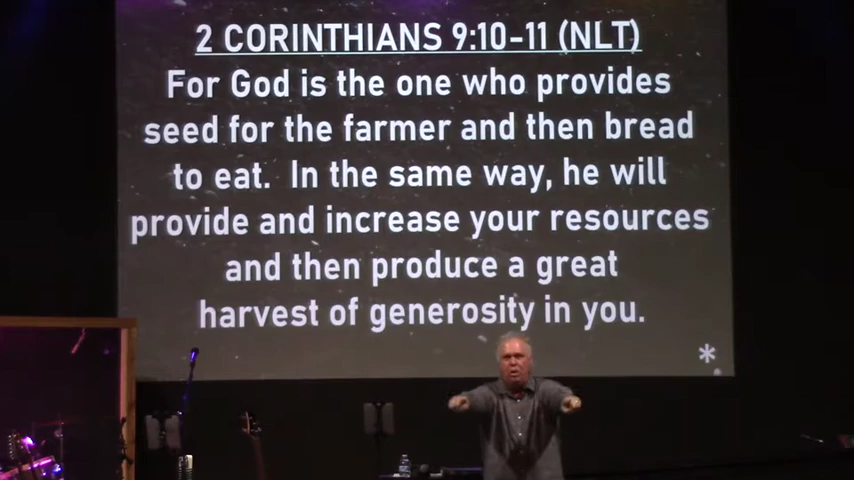 2 CORINTHIANS 9:10-11 (NLT)
For God is the one who provides
seed for the farmer and then bread
to eat. In the same way, he will
provide and increase your resources
and then produce a great
harvest of generosity in you.
*